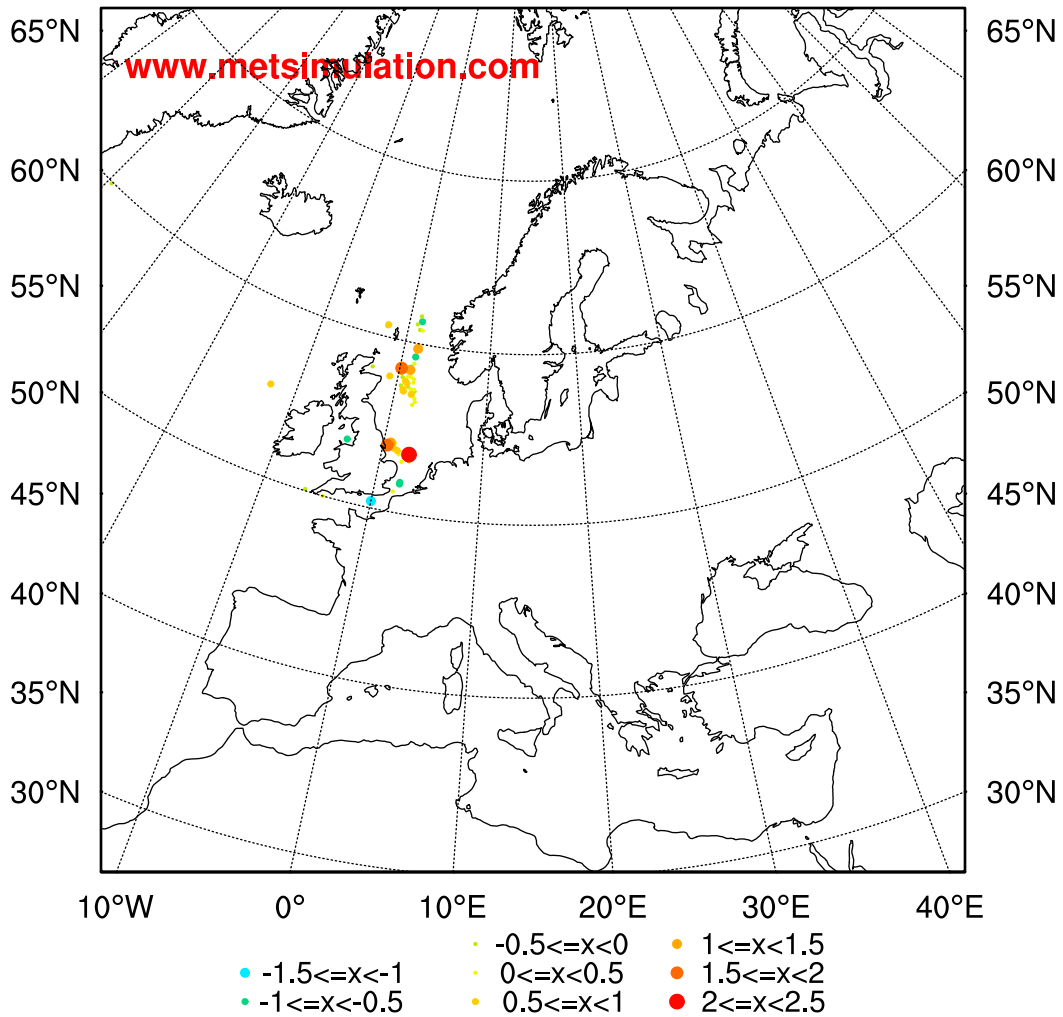 65°N 65°N
www.metsimulation.com
60°N 60°N
55°N 55°N
50°N 50°N
45°N 45°N
40°N 40°N
35°N 35°N
30°N 30°N
10°W 0° 10°E 20°E 30°E 40°E
-0.5<=x<0 1<=x<1.5
-1.5<=x<-1 0<=x<0.5 1.5<=x<2
-1<=x<-0.5 0.5<=x<1 2<=x<2.5